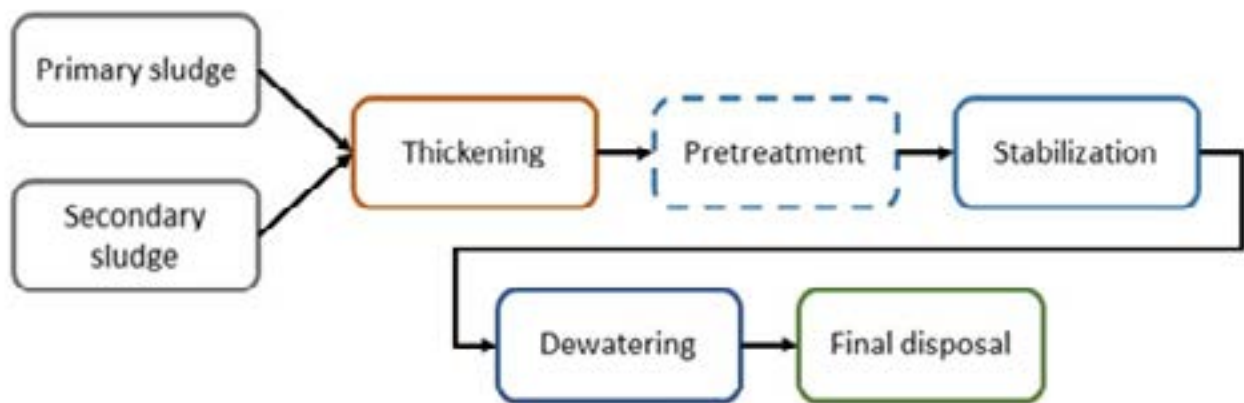 Primary sludge
Thickening
Pretreatment
Stabilization
Secondary
sludge
Dewatering
Final disposal